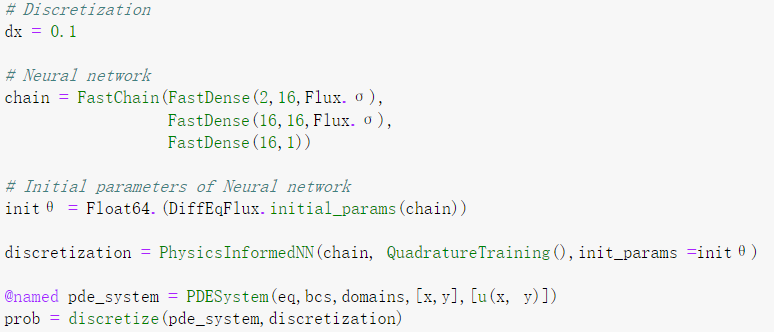 # Discretization
dx = 0.1
# Neural network
chain = FastChain(FastDense(2,16,Flux.σ),
FastDense(16,16,Flux.σ),
FastDense(16,1))
# Initial parameters of Neural network
initθ = Float64.(DiffEqFlux.initial_params(chain))
discretization = PhysicsInformedNN(chain, QuadratureTraining(),init_params =initθ)
@named pde_system = PDESystem(eq,bcs,domains,[x,y],[u(x, y)])
prob = discretize(pde_system,discretization)